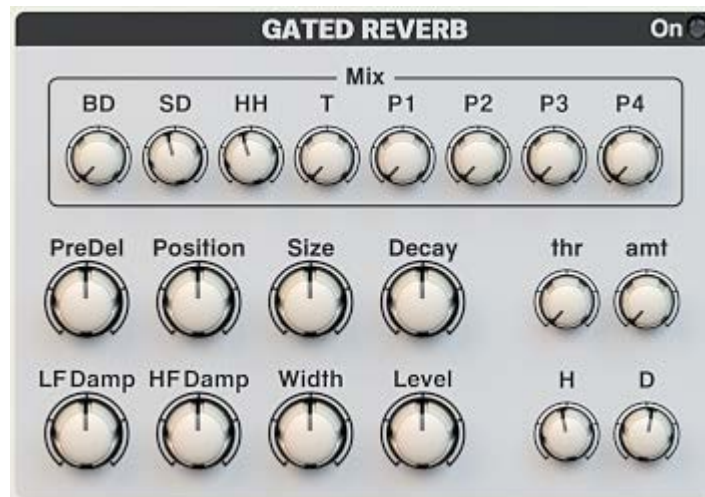 GATED REVERB On
Mix
BD SD HH T P1 P2 P3 P4
PreDel Position Size Decay thr amt
LF Damp HF Damp Width Level H D